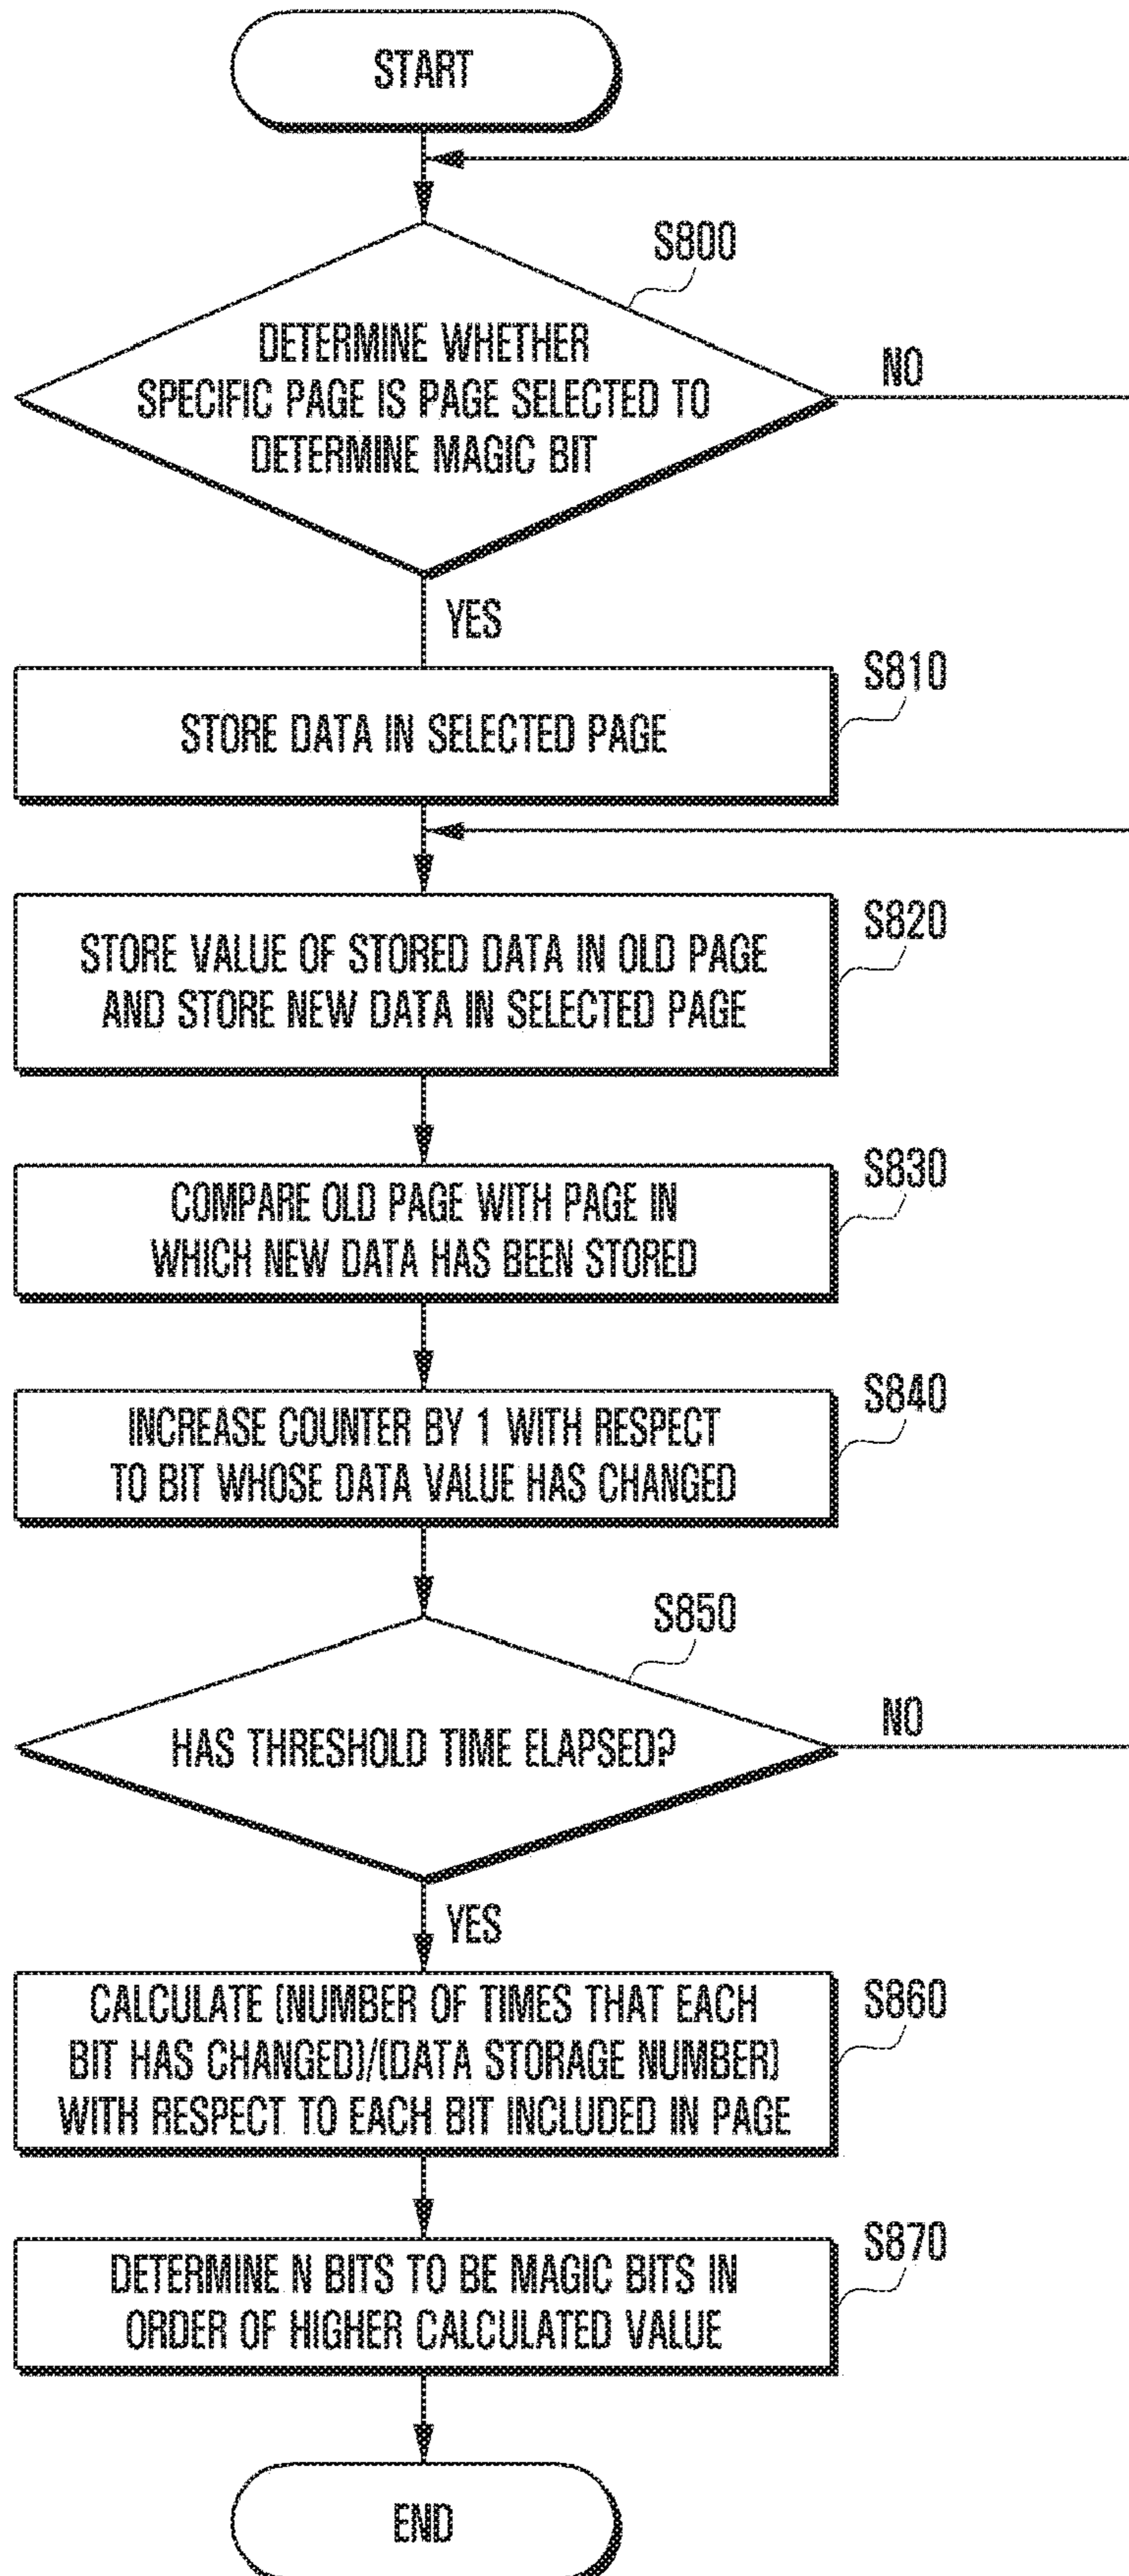 START
S800
DETERMINE WHETHER
SPECIFIC PAGE IS PAGE SELECTED TO
DETERMINE MAGIC BIT
NO
YES
S810
STORE DATA IN SELECTED PAGE
S820
STORE VALUE OF STORED DATA IN OLD PAGE
AND STORE NEW DATA IN SELECTED PAGE
S830
COMPARE OLD PAGE WITH PAGE IN
WHICH NEW DATA HAS BEEN STORED
S840
INCREASE COUNTER BY 1 WITH RESPECT
TO BIT WHOSE DATA VALUE HAS CHANGED
S850
HAS THRESHOLD TIME ELAPSED?
NO
YES
S860
CALCULATE (NUMBER OF TIMES THAT EACH
BIT HAS CHANGED)/(DATA STORAGE NUMBER)
WITH RESPECT TO EACH BIT INCLUDED IN PAGE
S870
DETERMINE N BITS TO BE MAGIC BITS IN
ORDER OF HIGHER CALCULATED VALUE
END